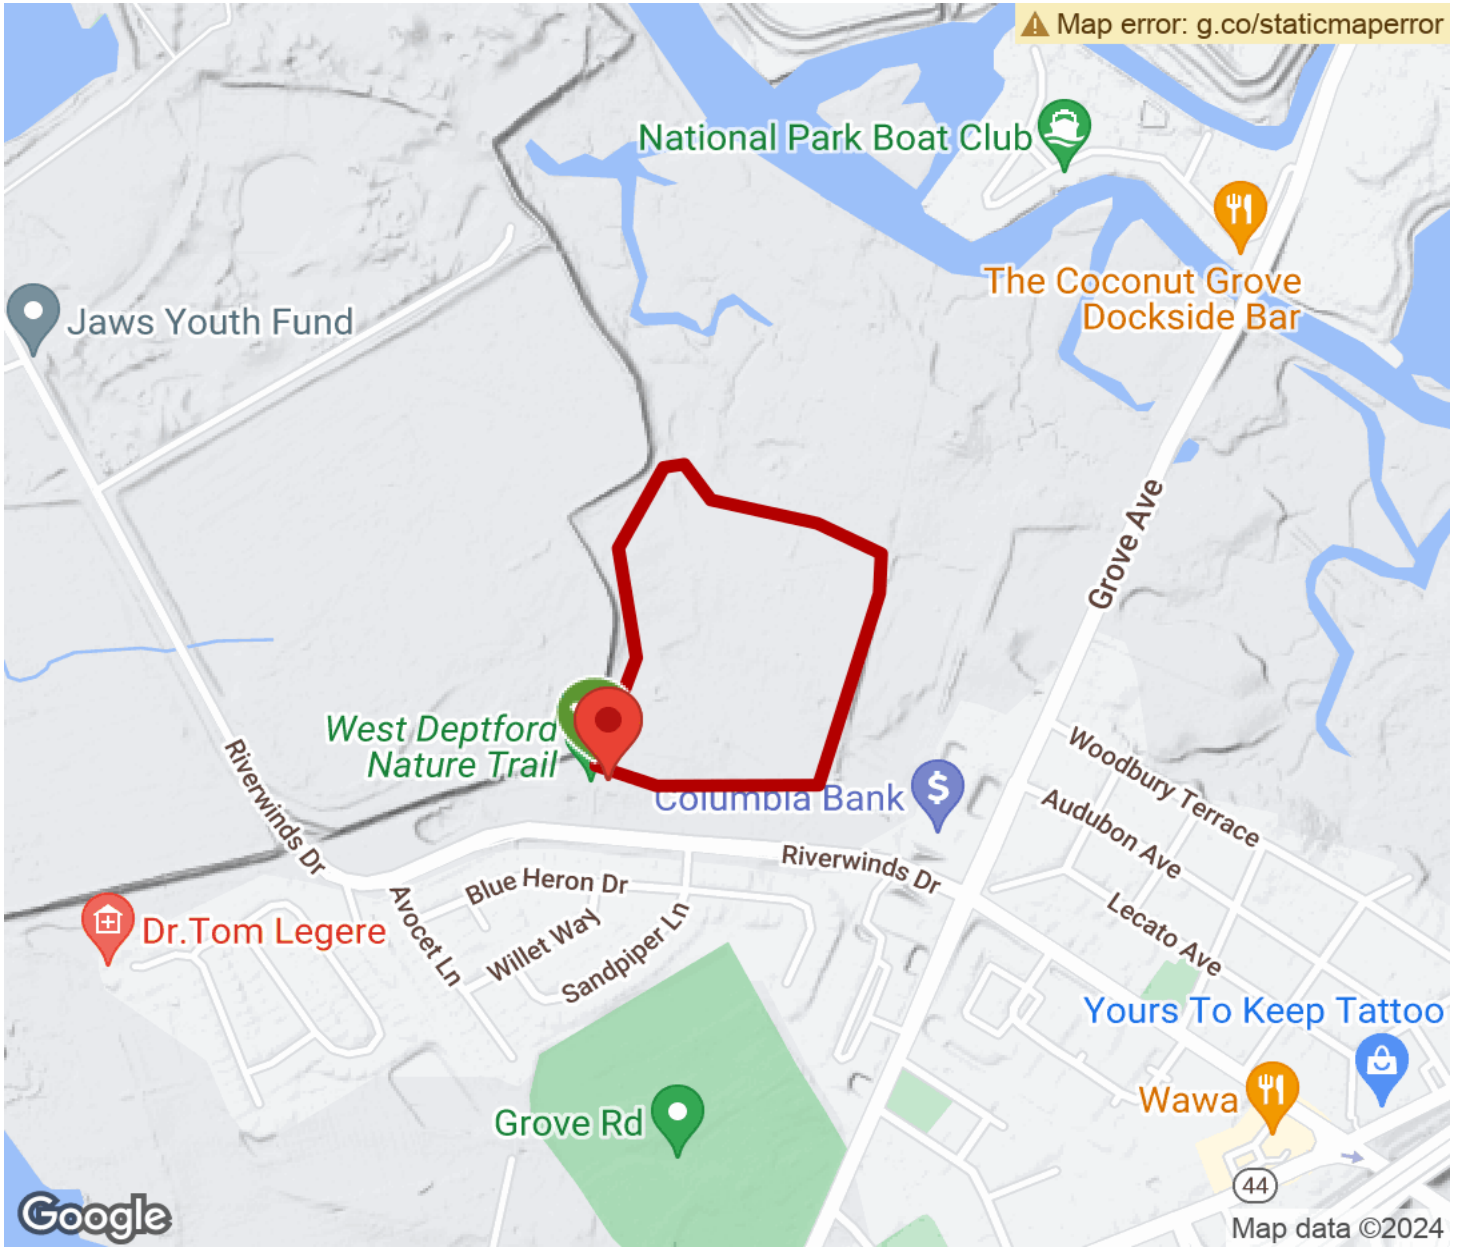 Map error: g.co/staticmaperror
National Park Boat Club
The Coconut Grove
Dockside Bar
Jaws Youth Fund
Grove Ave
West Deptford
Nature Trail
Columbia Bank
$
Riverwinds Dr
Woodbury Terrace
Audubon Ave
Riverwinds Dr
Blue Heron Dr
Avocet Ln
Willet Way
Sandpiper Ln
Lecato Ave
Dr.Tom Legere
Yours To Keep Tattoo
Wawa
Grove Rd
44
Google
Map data ©2024